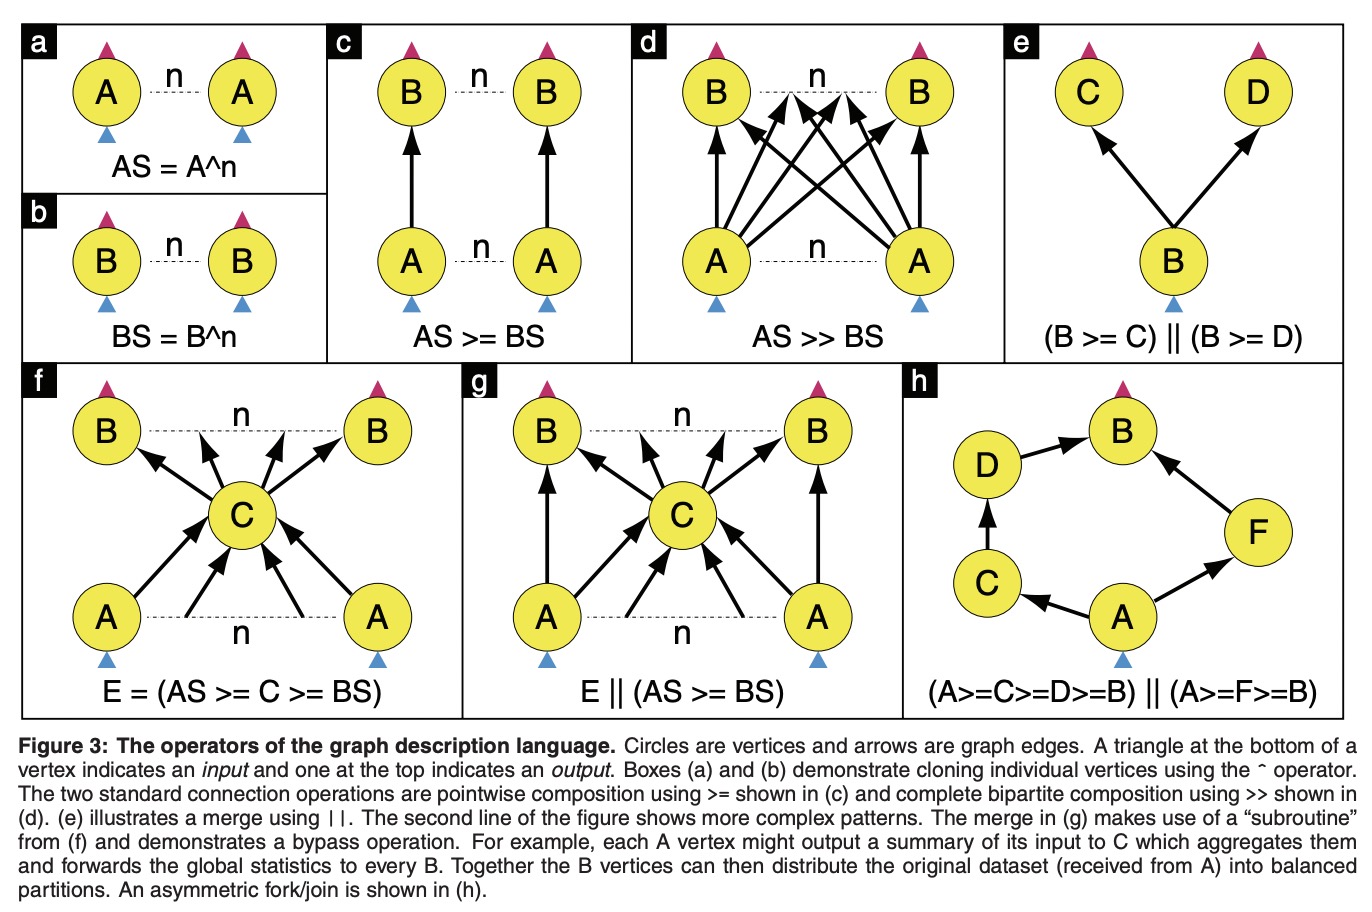 a
A n A
AS = A^n
b
B n B
BS = B^n
c
B n B
A n A
AS >= BS
d
B n B
A n A
AS >> BS
e
C D
B
(B >= C) || (B >= D)
f
B n B
C
A n A
E = (AS >= C >= BS)
g
B n B
C
A n A
E || (AS >= BS)
h
B
D
F
C
A
(A>=C>=D>=B) || (A>=F>=B)
Figure 3: The operators of the graph description language. Circles are vertices and arrows are graph edges. A triangle at the bottom of a
vertex indicates an input and one at the top indicates an output. Boxes (a) and (b) demonstrate cloning individual vertices using the ^ operator.
The two standard connection operations are pointwise composition using >= shown in (c) and complete bipartite composition using >> shown in
(d). (e) illustrates a merge using ||. The second line of the figure shows more complex patterns. The merge in (g) makes use of a “subroutine”
from (f) and demonstrates a bypass operation. For example, each A vertex might output a summary of its input to C which aggregates them
and forwards the global statistics to every B. Together the B vertices can then distribute the original dataset (received from A) into balanced
partitions. An asymmetric fork/join is shown in (h).